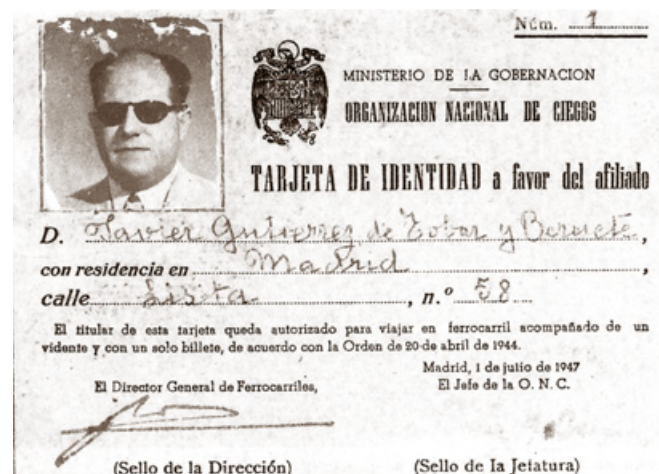 Núm. 1
MINISTERIO DE LA GOBERNACION
ORGANIZACION NACIONAL DE CIEGOS
TARJETA DE IDENTIDAD a favor del afiliado
D. Javier Gutierrez de Tobar y Beruete,
con residencia en Madrid,
calle Lista, n.º 58
El titular de esta tarjeta queda autorizado para viajar en ferrocarril acompañado de un
vidente y con un solo billete, de acuerdo con la Orden de 20 de abril de 1944.
Madrid, 1 de julio de 1947
El Director General de Ferrocarriles,
El Jefe de la O. N. C.
(Sello de la Dirección)
(Sello de la Jefatura)